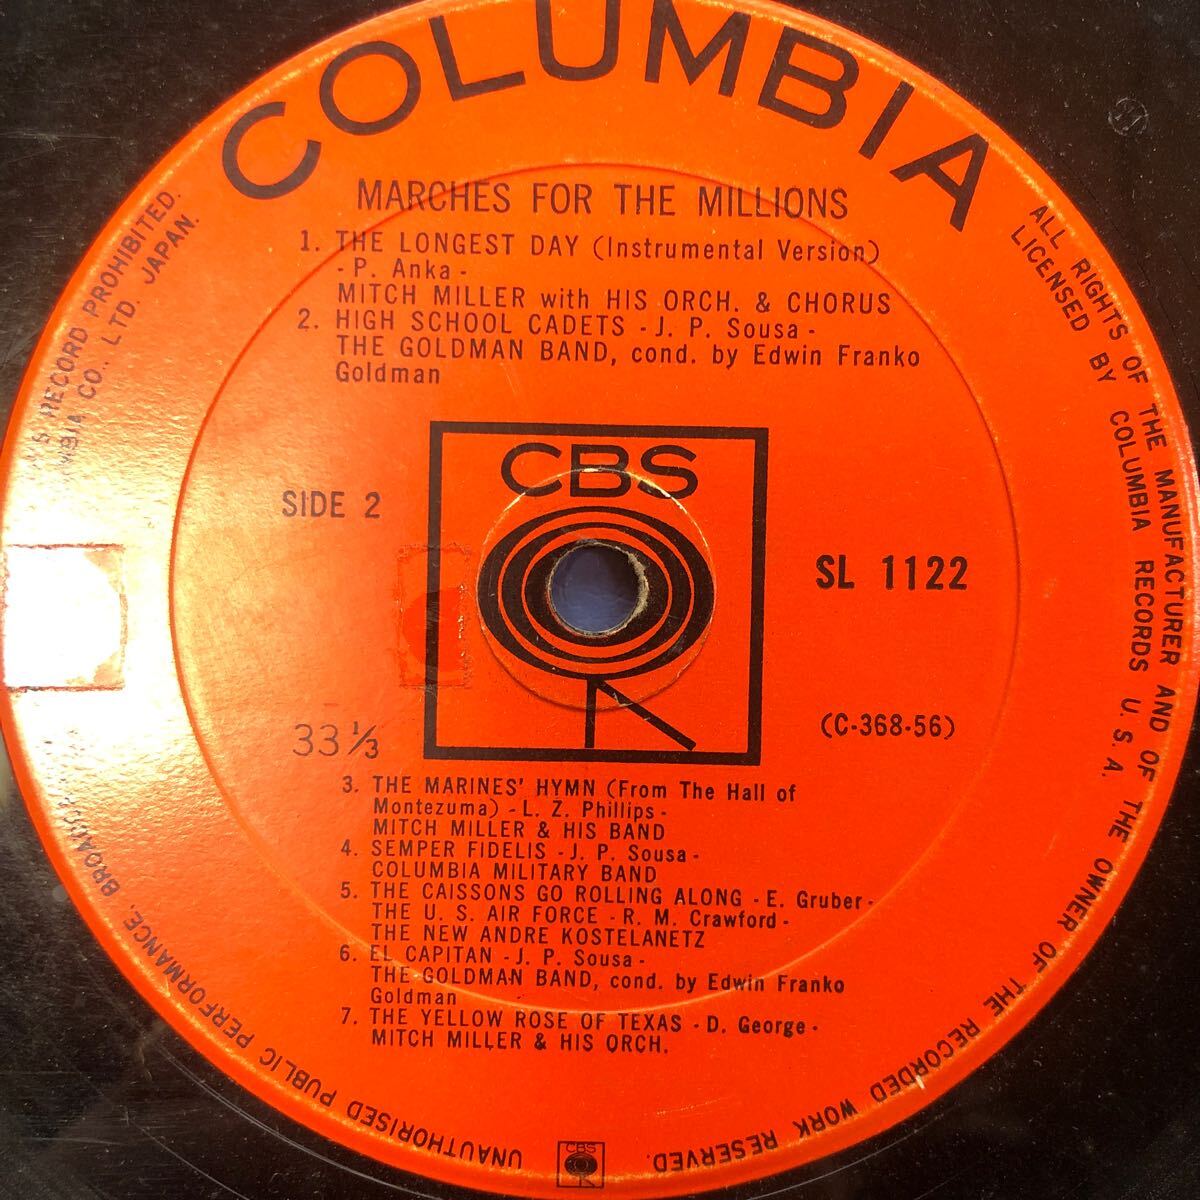 COLUMBIA
MARCHES FOR THE MILLIONS
1. THE LONGEST DAY (Instrumental Version)
- P. Anka -
MITCH MILLER with HIS ORCH. & CHORUS
2. HIGH SCHOOL CADETS - J. P. Sousa -
THE GOLDMAN BAND, cond. by Edwin Franko
Goldman
CBS
SIDE 2
SL 1122
33 1/3
(C-368-56)
3. THE MARINES' HYMN (From The Hall of
Montezuma) - L. Z. Phillips -
MITCH MILLER & HIS BAND
4. SEMPER FIDELIS - J. P. Sousa -
COLUMBIA MILITARY BAND
5. THE CAISSONS GO ROLLING ALONG - E. Gruber -
THE U. S. AIR FORCE - R. M. Crawford -
THE NEW ANDRE KOSTELANETZ
6. EL CAPITAN - J. P. Sousa -
THE GOLDMAN BAND, cond. by Edwin Franko
Goldman
7. THE YELLOW ROSE OF TEXAS - D. George -
MITCH MILLER & HIS ORCH.
ALL RIGHTS OF THE MANUFACTURER AND OF THE OWNER OF THE RECORDED WORK RESERVED.
LICENSED BY COLUMBIA RECORDS U. S. A.
CBS
UNAUTHORISED PUBLIC PERFORMANCE,
RECORD PROHIBITED.
CO., LTD. JAPAN.